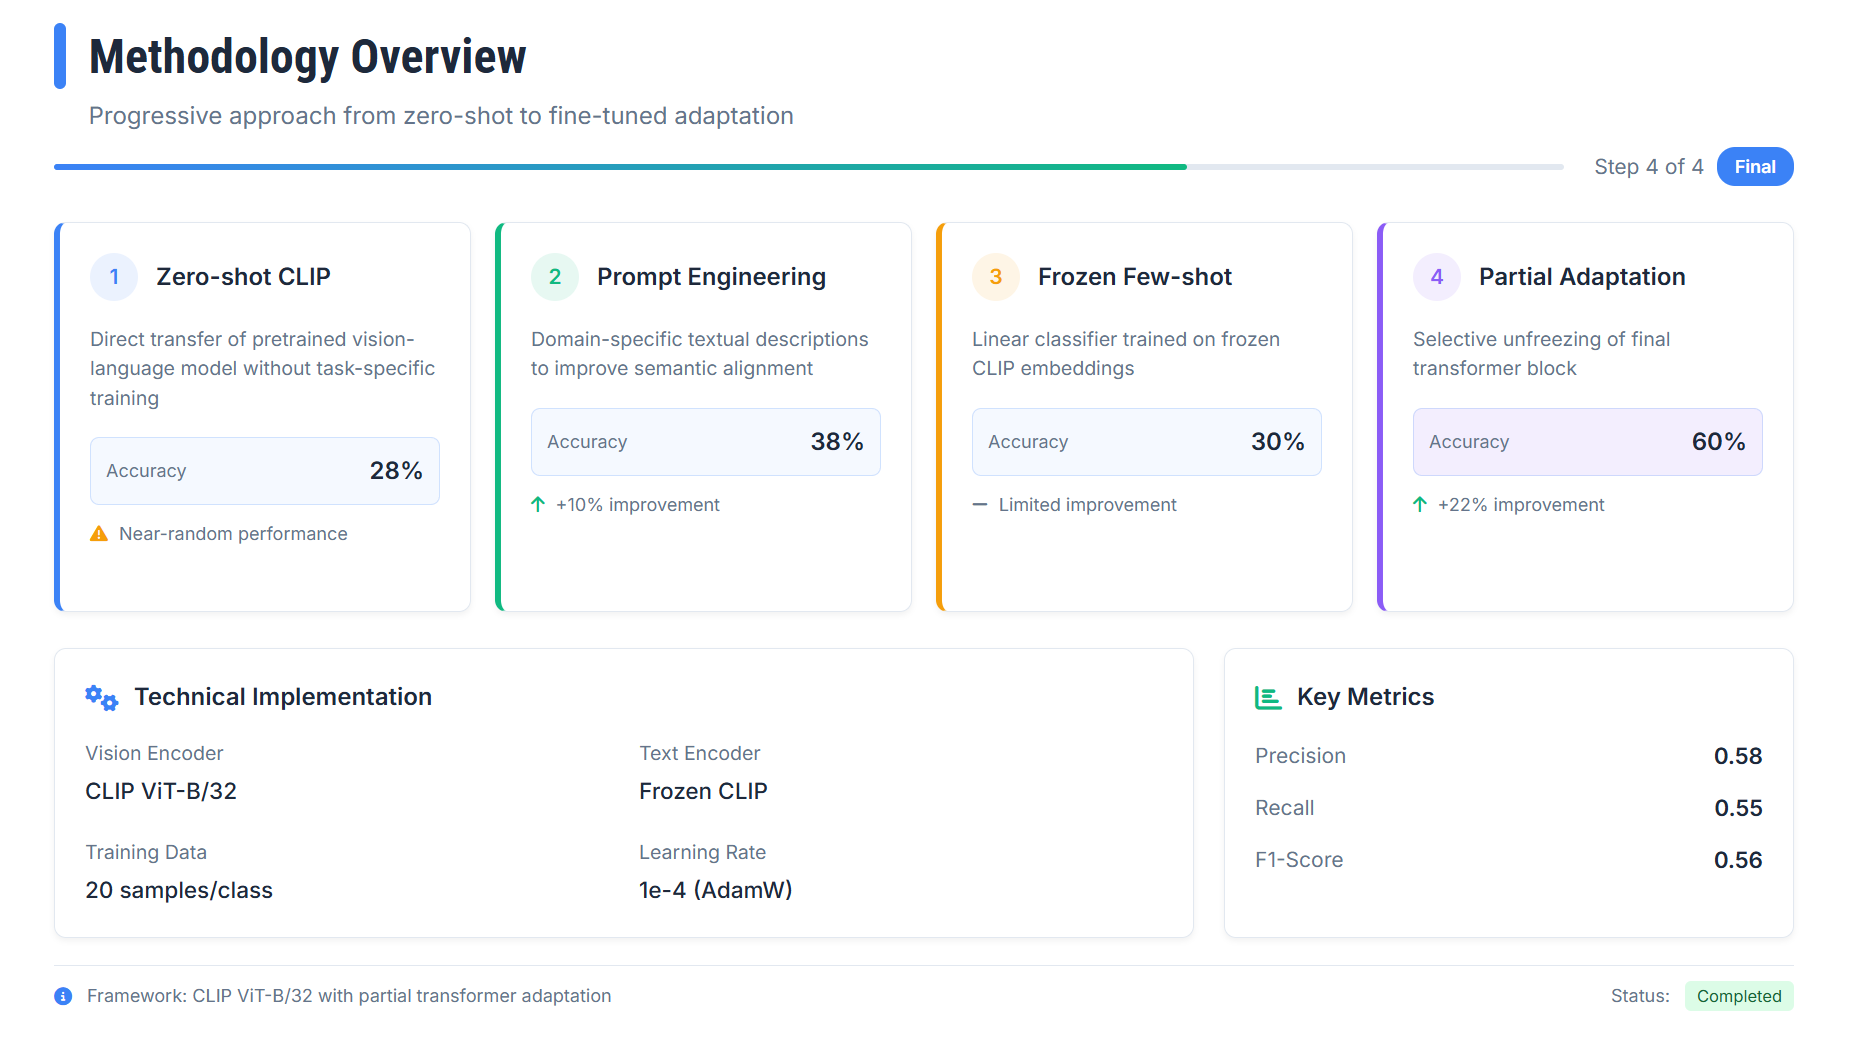 Methodology Overview
Progressive approach from zero-shot to fine-tuned adaptation
Step 4 of 4 Final
1 Zero-shot CLIP
Direct transfer of pretrained vision-
language model without task-specific
training
Accuracy 28%
Near-random performance
2 Prompt Engineering
Domain-specific textual descriptions
to improve semantic alignment
Accuracy 38%
+10% improvement
3 Frozen Few-shot
Linear classifier trained on frozen
CLIP embeddings
Accuracy 30%
Limited improvement
4 Partial Adaptation
Selective unfreezing of final
transformer block
Accuracy 60%
+22% improvement
Technical Implementation
Vision Encoder
CLIP ViT-B/32
Text Encoder
Frozen CLIP
Training Data
20 samples/class
Learning Rate
1e-4 (AdamW)
Key Metrics
Precision 0.58
Recall 0.55
F1-Score 0.56
Framework: CLIP ViT-B/32 with partial transformer adaptation
Status: Completed